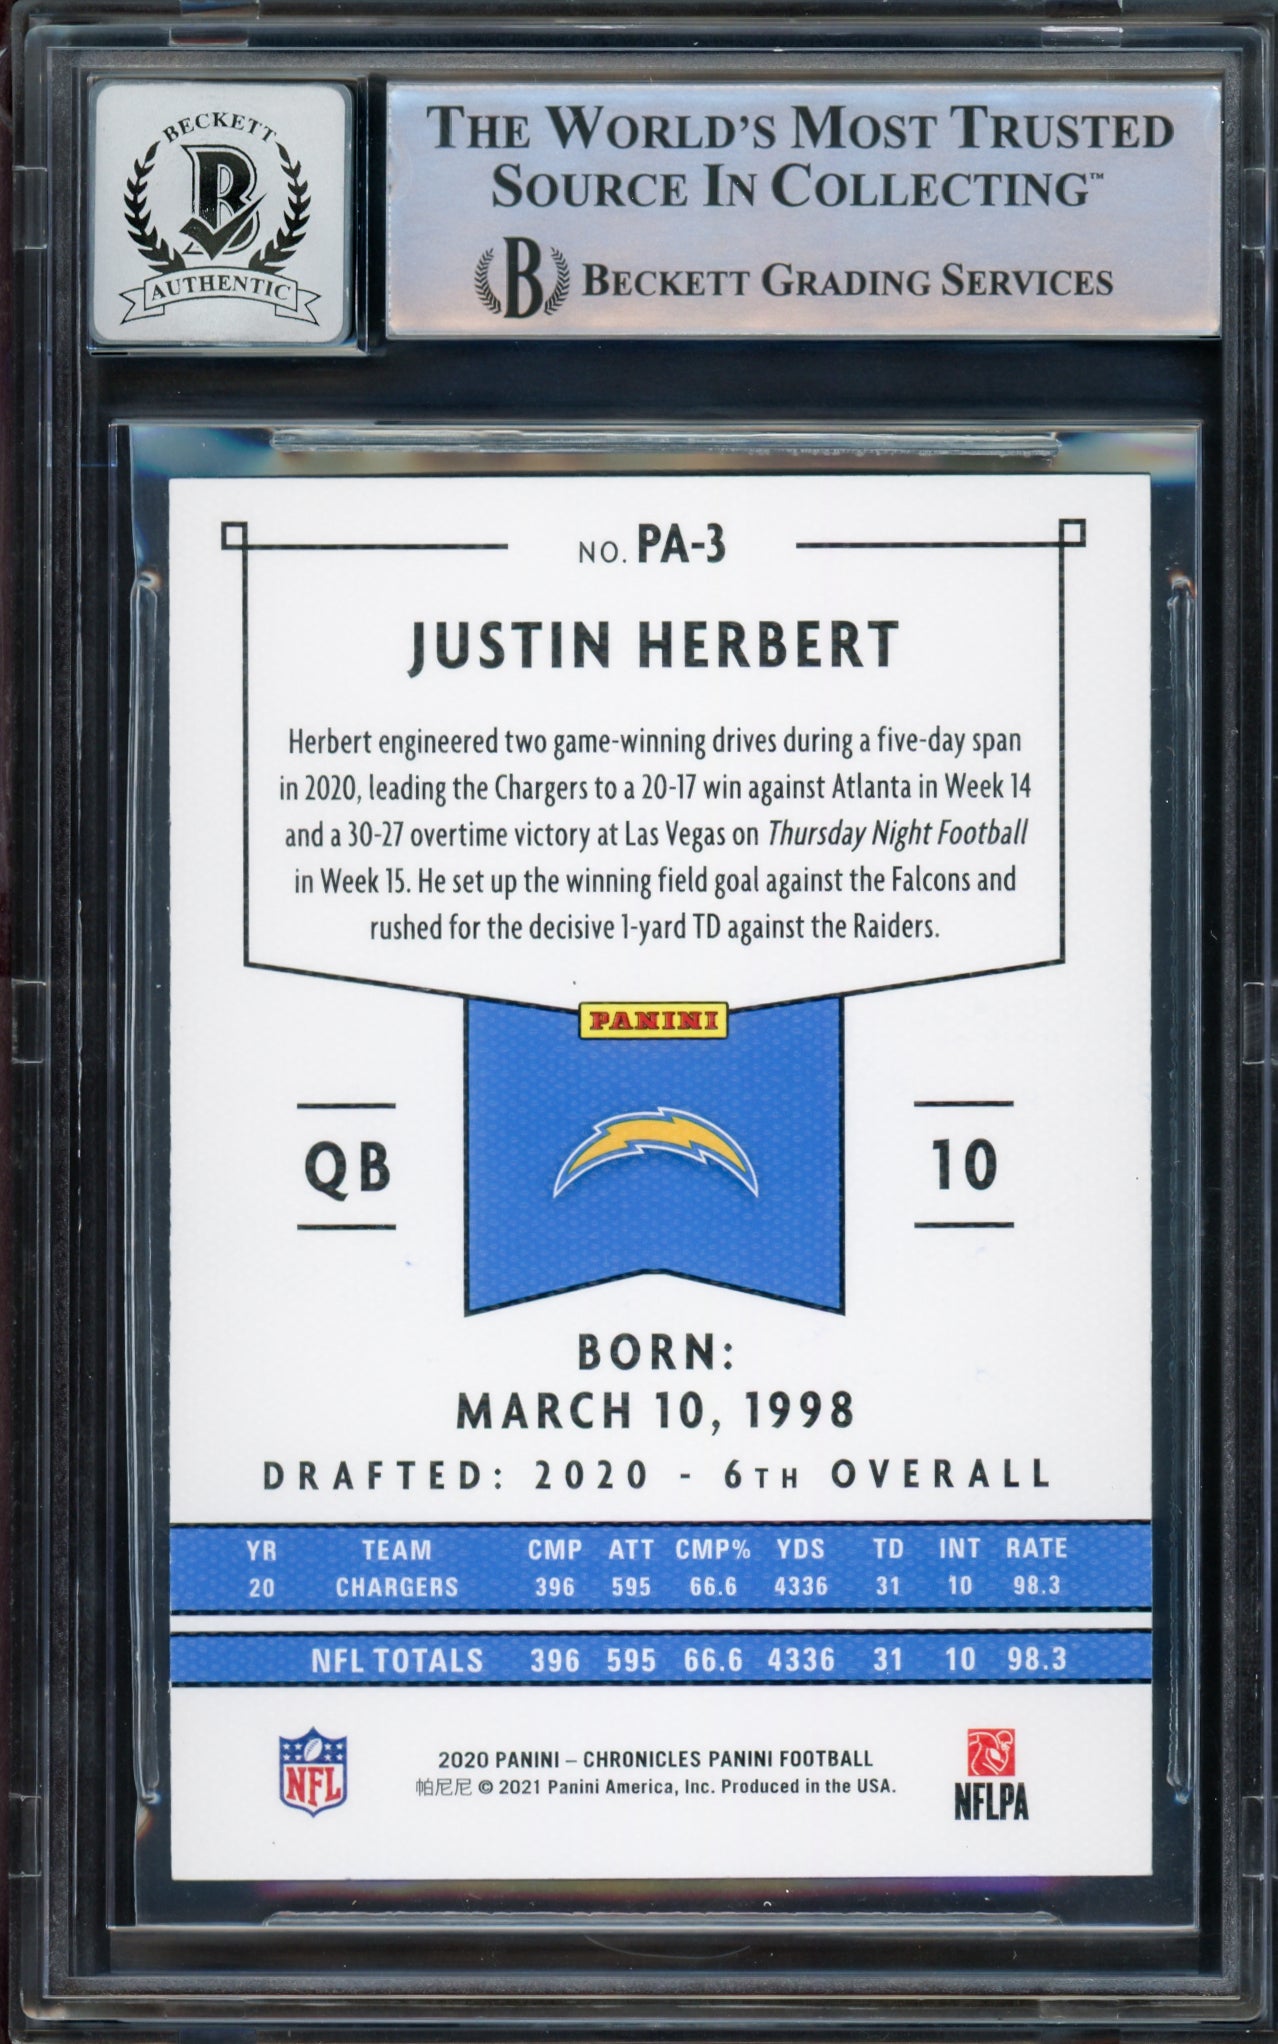 BECKETT
B
AUTHENTIC
THE WORLD'S MOST TRUSTED
SOURCE IN COLLECTING™
B BECKETT GRADING SERVICES
NO. PA-3
JUSTIN HERBERT
Herbert engineered two game-winning drives during a five-day span
in 2020, leading the Chargers to a 20-17 win against Atlanta in Week 14
and a 30-27 overtime victory at Las Vegas on Thursday Night Football
in Week 15. He set up the winning field goal against the Falcons and
rushed for the decisive 1-yard TD against the Raiders.
PANINI
QB
10
BORN:
MARCH 10, 1998
DRAFTED: 2020 - 6TH OVERALL
YR TEAM CMP ATT CMP% YDS TD INT RATE
20 CHARGERS 396 595 66.6 4336 31 10 98.3
NFL TOTALS 396 595 66.6 4336 31 10 98.3
NFL
2020 PANINI – CHRONICLES PANINI FOOTBALL
帕尼尼 © 2021 Panini America, Inc. Produced in the USA.
NFLPA